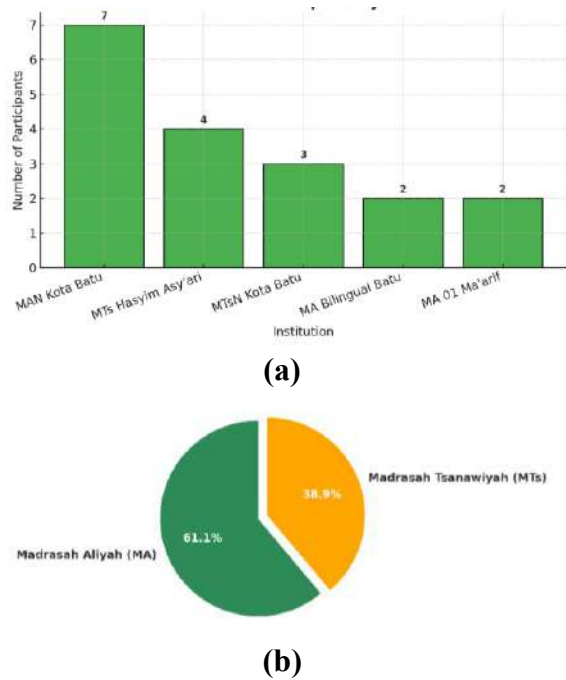 7
7
6
5
4
3
2
1
0
4
3
2
2
Number of Participants
MAN Kota Batu
MTs Hasyim Asy'ari
MTsN Kota Batu
MA Bilingual Batu
MA 01 Ma'arif
Institution
(a)
Madrasah Tsanawiyah (MTs)
38.9%
61.1%
Madrasah Aliyah (MA)
(b)